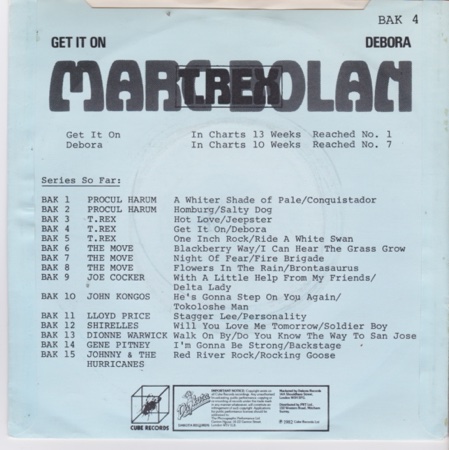 BAK 4
GET IT ON DEBORA
MARC BOLAN
T.REX
Get It On In Charts 13 Weeks Reached No. 1
Debora In Charts 10 Weeks Reached No. 7
Series So Far:
BAK 1 PROCUL HARUM A Whiter Shade of Pale/Conquistador
BAK 2 PROCUL HARUM Homburg/Salty Dog
BAK 3 T.REX Hot Love/Jeepster
BAK 4 T.REX Get It On/Debora
BAK 5 T.REX One Inch Rock/Ride A White Swan
BAK 6 THE MOVE Blackberry Way/I Can Hear The Grass Grow
BAK 7 THE MOVE Night of Fear/Fire Brigade
BAK 8 THE MOVE Flowers In The Rain/Brontasaurus
BAK 9 JOE COCKER With A Little Help From My Friends/
Delta Lady
BAK 10 JOHN KONGOS He's Gonna Step On You Again/
Tokoloshe Man
BAK 11 LLOYD PRICE Stagger Lee/Personality
BAK 12 SHIRELLES Will You Love Me Tomorrow/Soldier Boy
BAK 13 DIONNE WARWICK Walk On By/Do You Know The Way To San Jose
BAK 14 GENE PITNEY I'm Gonna Be Strong/Backstage
BAK 15 JOHNNY & THE Red River Rock/Rocking Goose
HURRICANES
CUBE RECORDS
Dakota
DAKOTA RECORDS
IMPORTANT NOTICE
© 1982 Cube Records Ltd